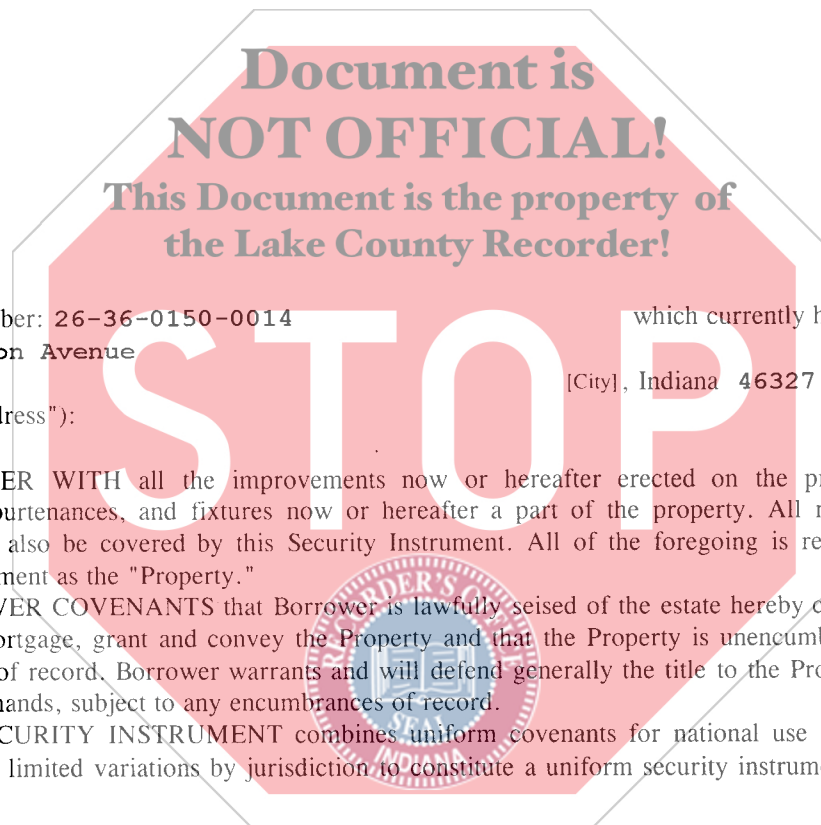 Document is
NOT OFFICIAL!
This Document is the property of
the Lake County Recorder!
STOP
ber: 26-36-0150-0014 which currently h
on Avenue
[City], Indiana 46327
dress"):
ER WITH all the improvements now or hereafter erected on the pr
ourtenances, and fixtures now or hereafter a part of the property. All r
also be covered by this Security Instrument. All of the foregoing is re
ment as the "Property."
VER COVENANTS that Borrower is lawfully seised of the estate hereby c
ortgage, grant and convey the Property and that the Property is unencumb
of record. Borrower warrants and will defend generally the title to the Pro
nands, subject to any encumbrances of record.
CURITY INSTRUMENT combines uniform covenants for national use
limited variations by jurisdiction to constitute a uniform security instrume
RECORDER'S OFFICE
SEAL
INDIANA